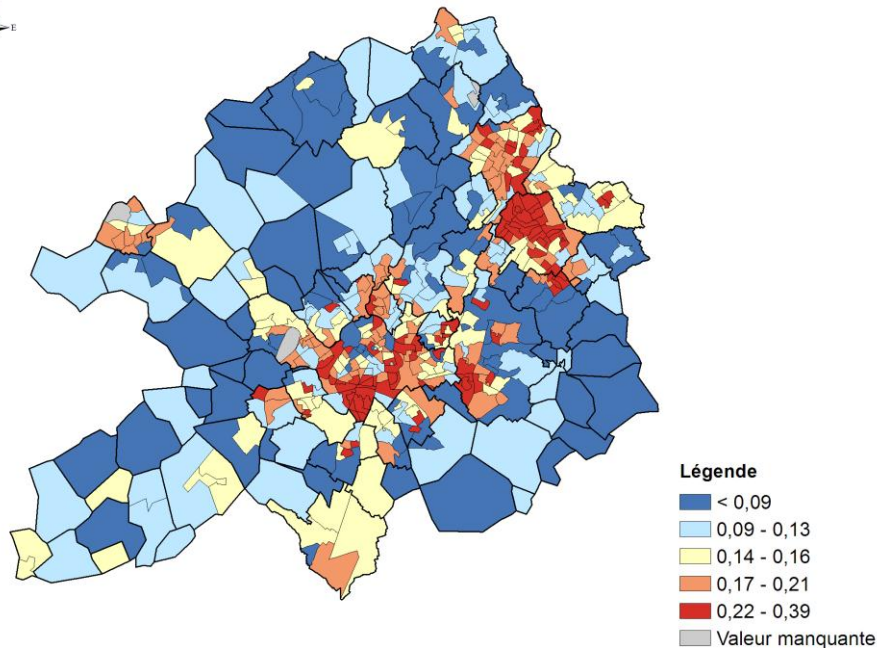 E
Légende
< 0,09
0,09 - 0,13
0,14 - 0,16
0,17 - 0,21
0,22 - 0,39
Valeur manquante